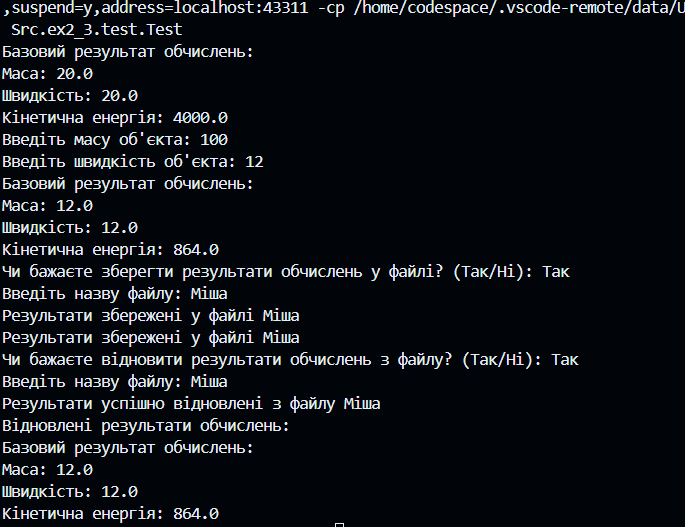 ,suspend=y,address=localhost:43311 -cp /home/codespace/.vscode-remote/data/U
Src.ex2_3.test.Test
Базовий результат обчислень:
Маса: 20.0
Швидкість: 20.0
Кінетична енергія: 4000.0
Введіть масу об'єкта: 100
Введіть швидкість об'єкта: 12
Базовий результат обчислень:
Маса: 12.0
Швидкість: 12.0
Кінетична енергія: 864.0
Чи бажаєте зберегти результати обчислень у файлі? (Так/Ні): Так
Введіть назву файлу: Міша
Результати збережені у файлі Міша
Результати збережені у файлі Міша
Чи бажаєте відновити результати обчислень з файлу? (Так/Ні): Так
Введіть назву файлу: Міша
Результати успішно відновлені з файлу Міша
Відновлені результати обчислень:
Базовий результат обчислень:
Маса: 12.0
Швидкість: 12.0
Кінетична енергія: 864.0